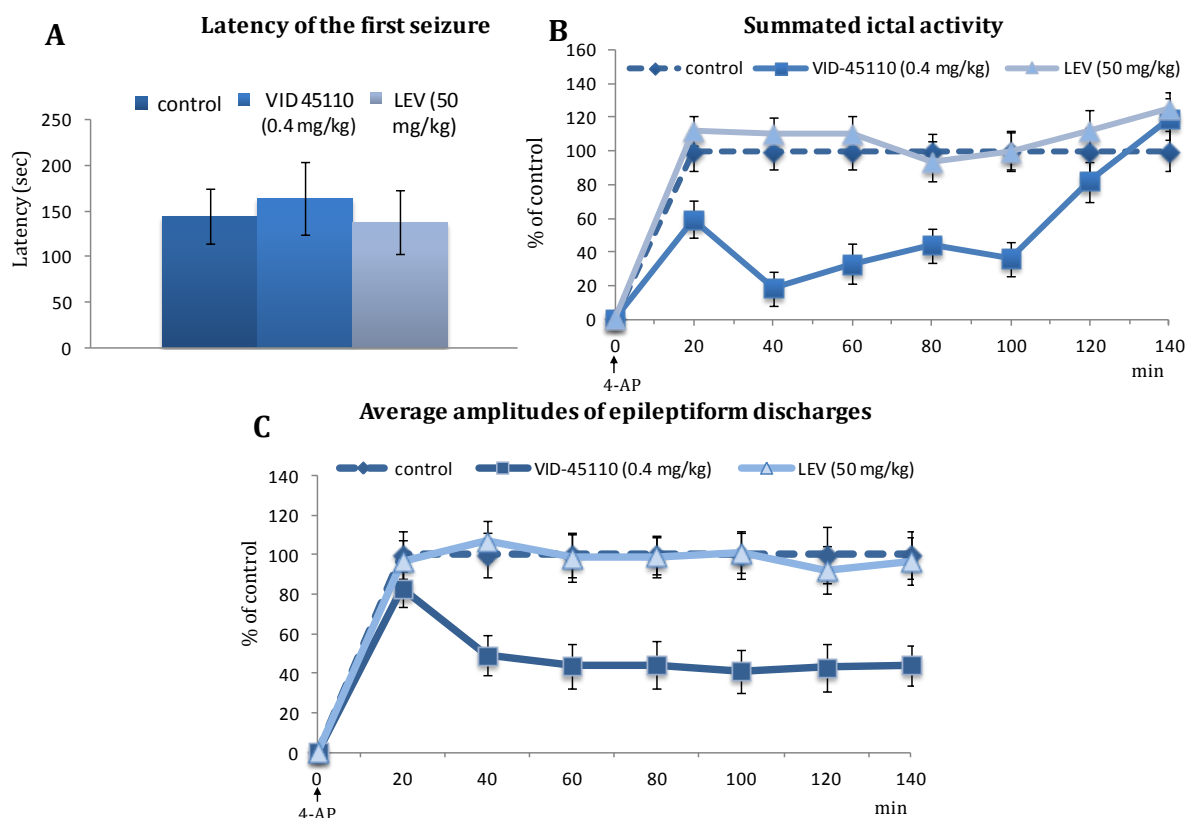 A
Latency of the first seizure
control
VID 45110
(0.4 mg/kg)
LEV (50
mg/kg)
Latency (sec)
250
200
150
100
50
0
B
Summated ictal activity
control
VID-45110 (0.4 mg/kg)
LEV (50 mg/kg)
% of control
160
140
120
100
80
60
40
20
0
0 20 40 60 80 100 120 140
4-AP
min
C
Average amplitudes of epileptiform discharges
control
VID-45110 (0.4 mg/kg)
LEV (50 mg/kg)
% of control
140
120
100
80
60
40
20
0
0 20 40 60 80 100 120 140
4-AP
min